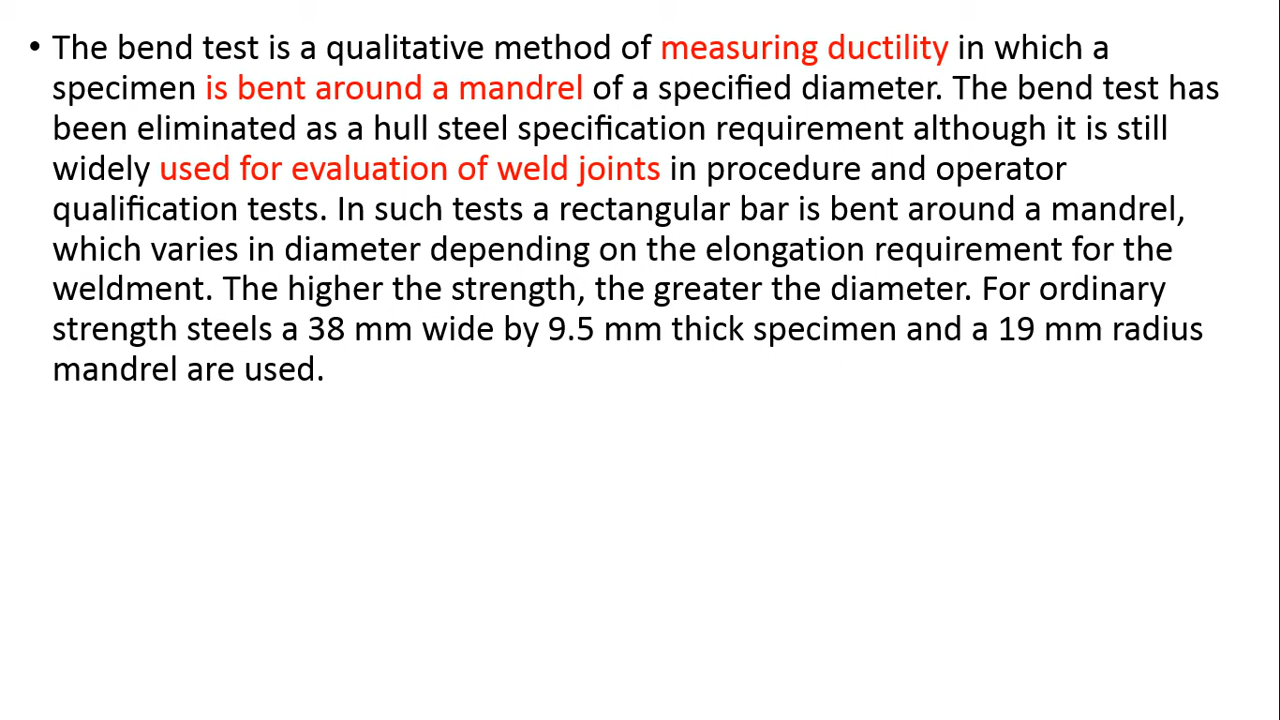 • The bend test is a qualitative method of measuring ductility in which a
specimen is bent around a mandrel of a specified diameter. The bend test has
been eliminated as a hull steel specification requirement although it is still
widely used for evaluation of weld joints in procedure and operator
qualification tests. In such tests a rectangular bar is bent around a mandrel,
which varies in diameter depending on the elongation requirement for the
weldment. The higher the strength, the greater the diameter. For ordinary
strength steels a 38 mm wide by 9.5 mm thick specimen and a 19 mm radius
mandrel are used.